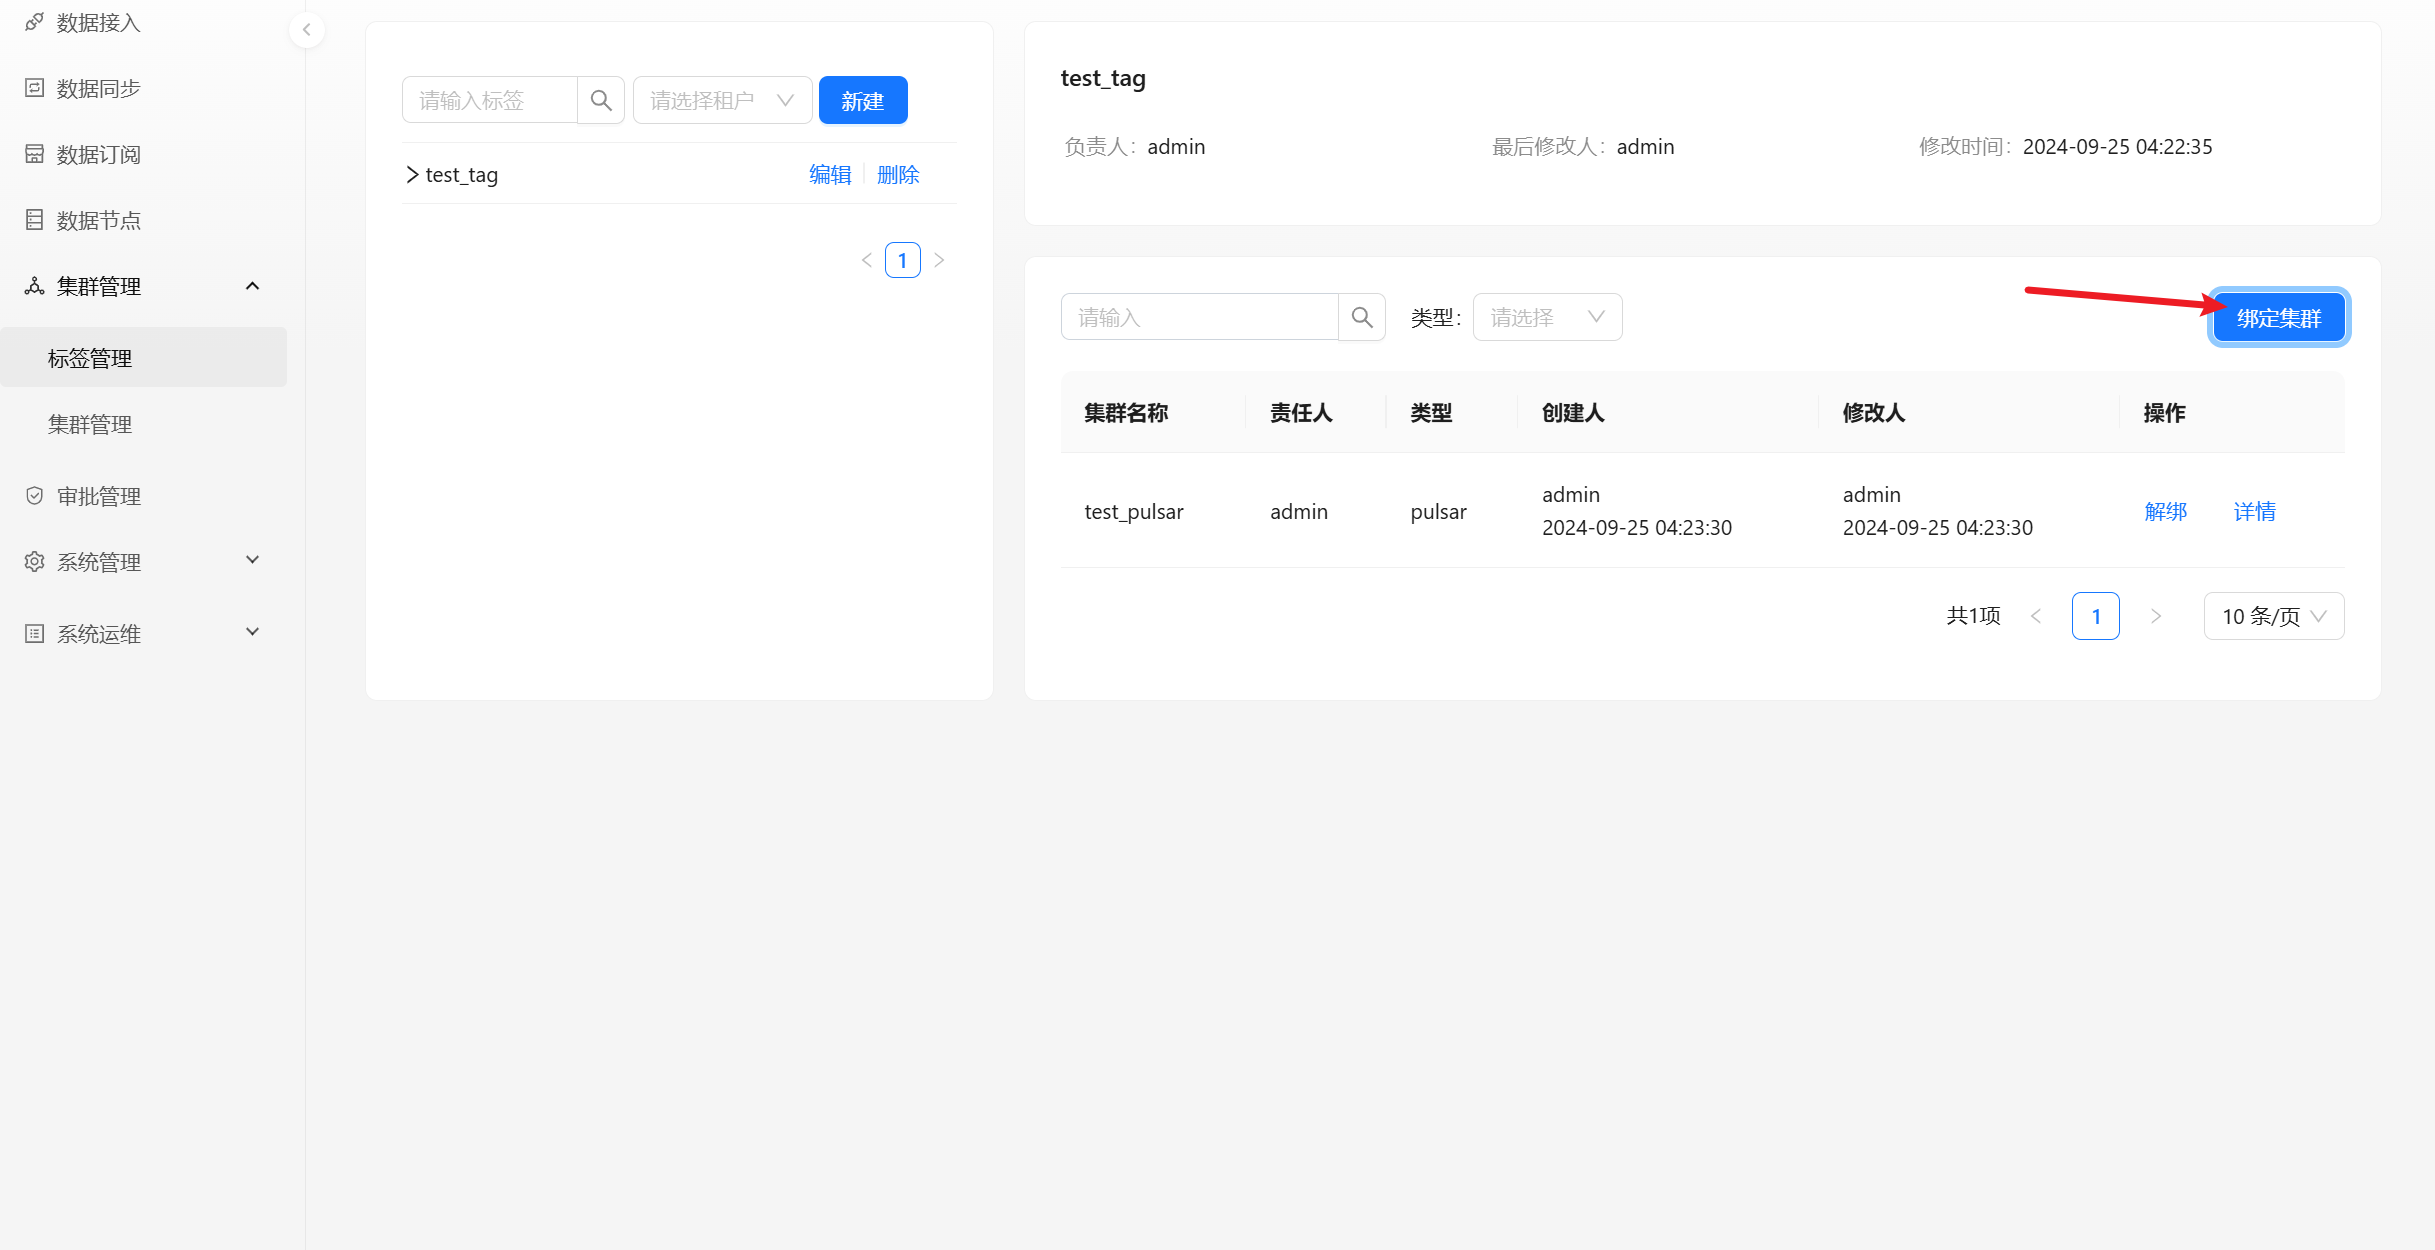 数据接入
数据同步
数据订阅
数据节点
集群管理
标签管理
集群管理
审批管理
系统管理
系统运维
请输入标签
请选择租户
新建
test_tag 编辑 删除
1
test_tag
负责人: admin 最后修改人: admin 修改时间: 2024-09-25 04:22:35
请输入 类型: 请选择 绑定集群
集群名称 责任人 类型 创建人 修改人 操作
test_pulsar admin pulsar admin 2024-09-25 04:23:30 admin 2024-09-25 04:23:30 解绑 详情
共1项 1 10 条/页